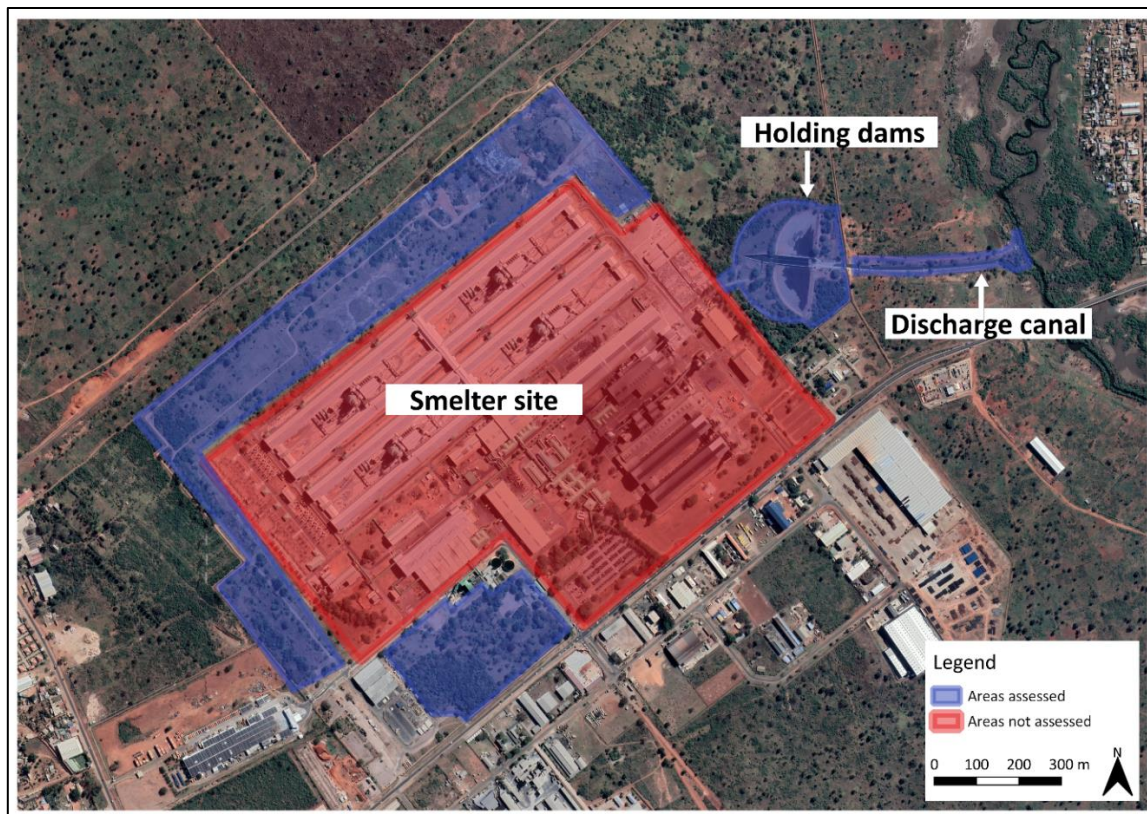 Holding dams
Discharge canal
Smelter site
Legend
Areas assessed
Areas not assessed
N
0 100 200 300 m